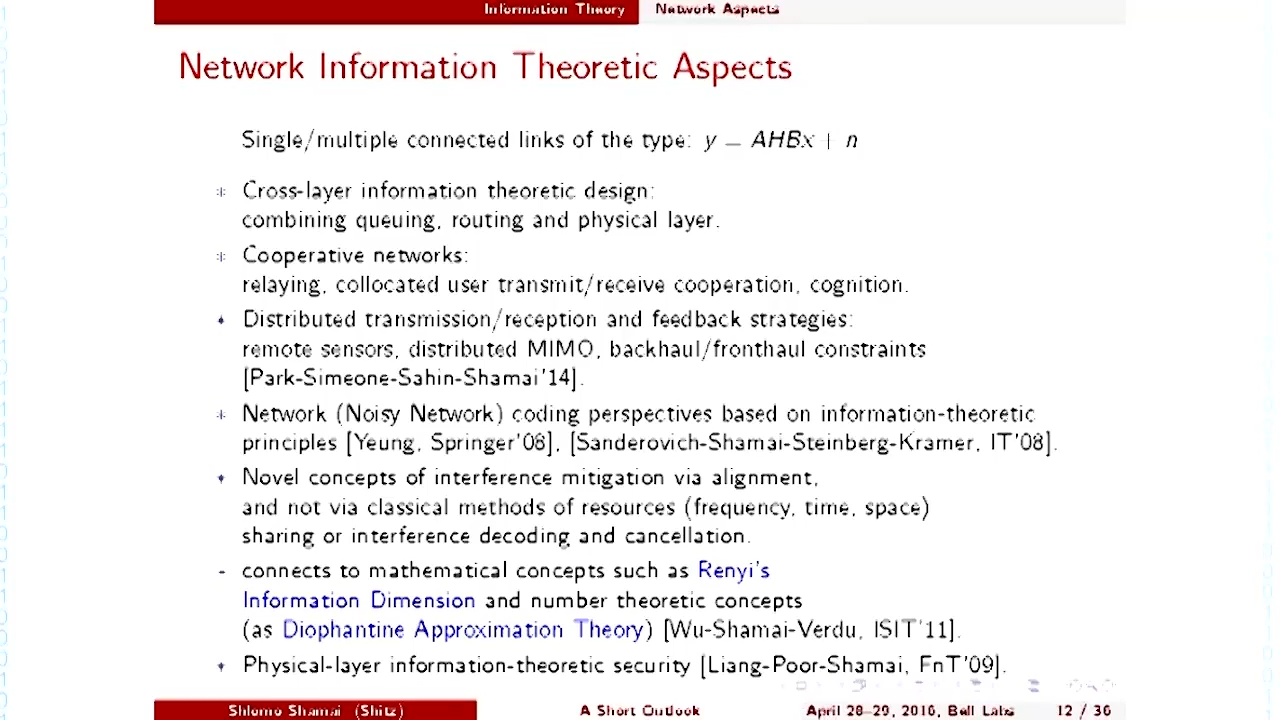 Information Theory Network Aspects
Network Information Theoretic Aspects
Single/multiple connected links of the type: y = AHBx + n
* Cross-layer information theoretic design:
combining queuing, routing and physical layer.
* Cooperative networks:
relaying, collocated user transmit/receive cooperation, cognition.
* Distributed transmission/reception and feedback strategies:
remote sensors, distributed MIMO, backhaul/fronthaul constraints
[Park-Simeone-Sahin-Shamai'14].
* Network (Noisy Network) coding perspectives based on information-theoretic
principles [Yeung, Springer'08], [Sanderovich-Shamai-Steinberg-Kramer, IT'08].
* Novel concepts of interference mitigation via alignment,
and not via classical methods of resources (frequency, time, space)
sharing or interference decoding and cancellation.
- connects to mathematical concepts such as Renyi's
Information Dimension and number theoretic concepts
(as Diophantine Approximation Theory) [Wu-Shamai-Verdu, ISIT'11].
* Physical-layer information-theoretic security [Liang-Poor-Shamai, FnT'09].
Shlomo Shamai (Shitz) A Short Outlook April 28-29, 2016, Bell Labs 12 / 36